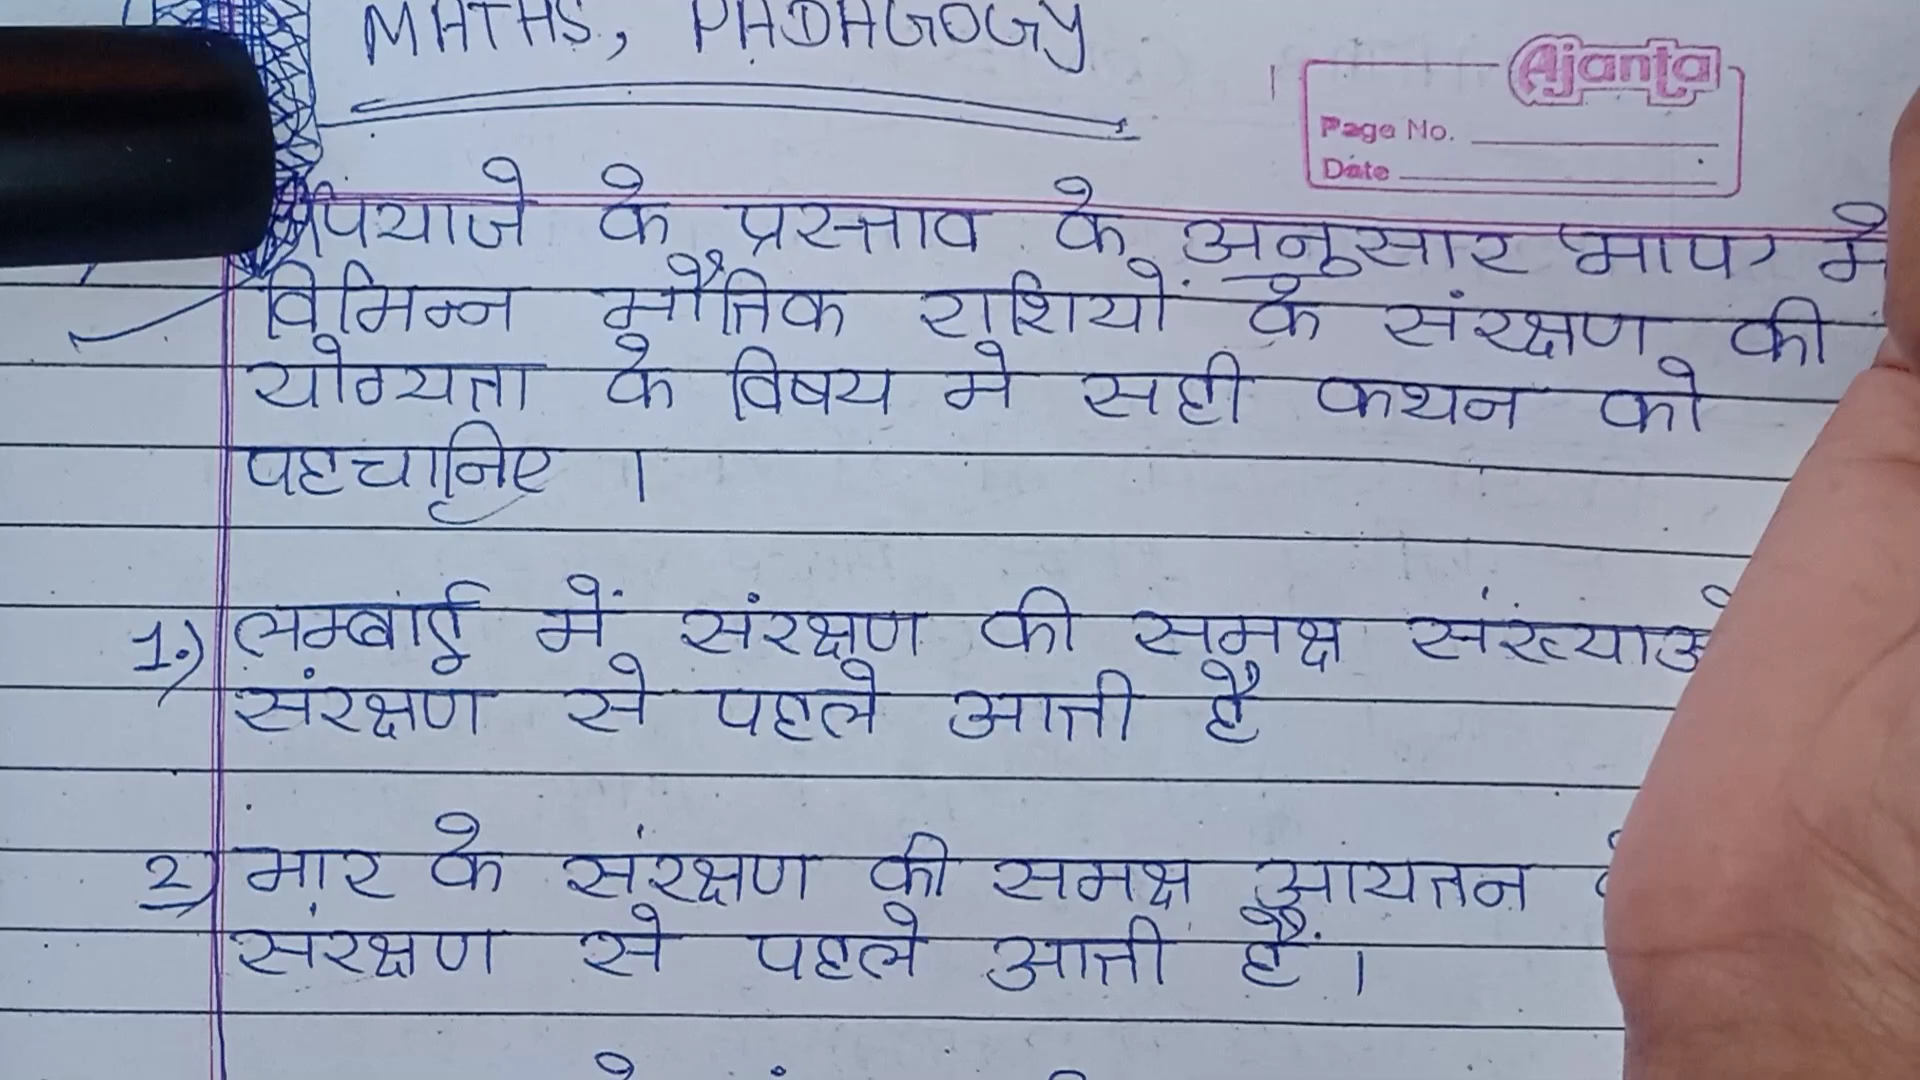 MATHS, PADAGOGY
Ajanta
Page No.
Date
पियाजे के प्रस्ताव के अनुसार 'माप' मे
विभिन्न भौतिक राशियों के संरक्षण की
योग्यता के विषय मे सही कथन को
पहचानिए ।
1.) लम्बाई में संरक्षण की समक्ष
संरक्षण से पहले आती है
2) भार के संरक्षण की समक्ष आयतन
संरक्षण से पहले आती हैं ।